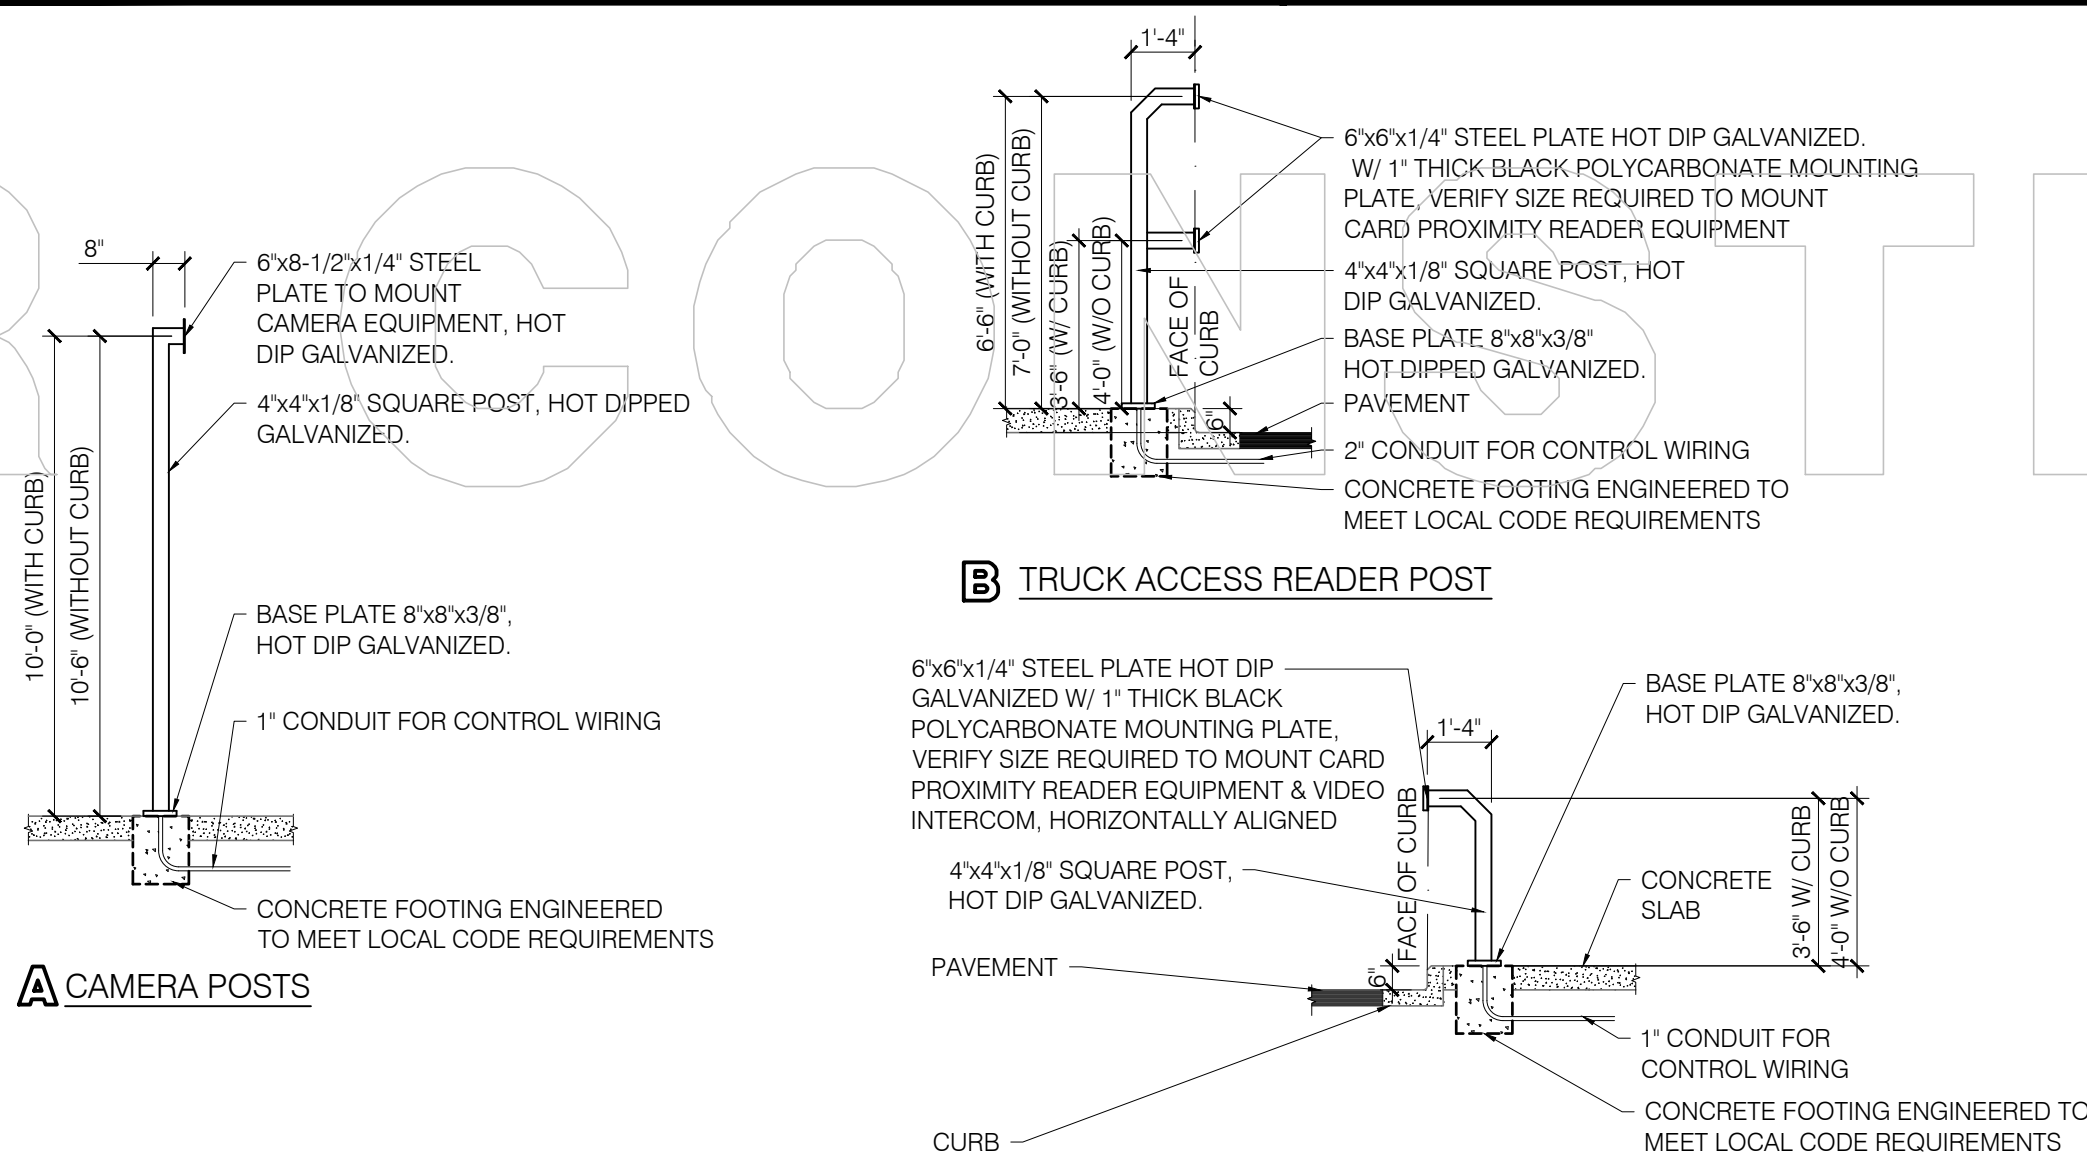 8"
6"x8-1/2"x1/4" STEEL
PLATE TO MOUNT
CAMERA EQUIPMENT, HOT
DIP GALVANIZED.
4"x4"x1/8" SQUARE POST, HOT DIPPED
GALVANIZED.
10'-0" (WITH CURB)
10'-6" (WITHOUT CURB)
BASE PLATE 8"x8"x3/8",
HOT DIP GALVANIZED.
1" CONDUIT FOR CONTROL WIRING
CONCRETE FOOTING ENGINEERED
TO MEET LOCAL CODE REQUIREMENTS
A CAMERA POSTS
1'-4"
6'-6" (WITH CURB)
7'-0" (WITHOUT CURB)
3'-6" (W/ CURB)
4'-0" (W/O CURB)
FACE OF
CURB
6"
6"x6"x1/4" STEEL PLATE HOT DIP GALVANIZED.
W/ 1" THICK BLACK POLYCARBONATE MOUNTING
PLATE, VERIFY SIZE REQUIRED TO MOUNT
CARD PROXIMITY READER EQUIPMENT
4"x4"x1/8" SQUARE POST, HOT
DIP GALVANIZED.
BASE PLATE 8"x8"x3/8"
HOT DIPPED GALVANIZED.
PAVEMENT
2" CONDUIT FOR CONTROL WIRING
CONCRETE FOOTING ENGINEERED TO
MEET LOCAL CODE REQUIREMENTS
B TRUCK ACCESS READER POST
6"x6"x1/4" STEEL PLATE HOT DIP
GALVANIZED W/ 1" THICK BLACK
POLYCARBONATE MOUNTING PLATE,
VERIFY SIZE REQUIRED TO MOUNT CARD
PROXIMITY READER EQUIPMENT & VIDEO
INTERCOM, HORIZONTALLY ALIGNED
4"x4"x1/8" SQUARE POST,
HOT DIP GALVANIZED.
PAVEMENT
CURB
1'-4"
FACE OF CURB
6"
BASE PLATE 8"x8"x3/8",
HOT DIP GALVANIZED.
CONCRETE
SLAB
3'-6" W/ CURB
4'-0" W/O CURB
1" CONDUIT FOR
CONTROL WIRING
CONCRETE FOOTING ENGINEERED TO
MEET LOCAL CODE REQUIREMENTS
R CONST